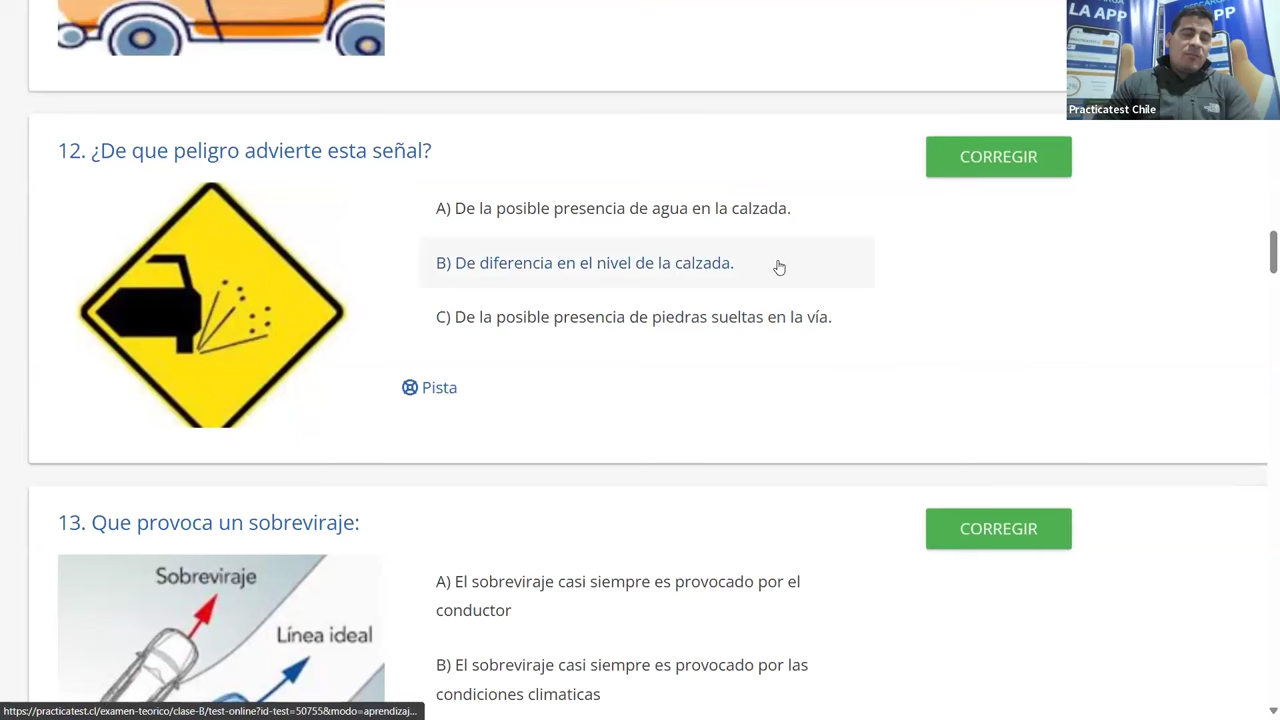 LA APP
DESCARGA
PP
Practicatest Chile
12. ¿De que peligro advierte esta señal?
CORREGIR
A) De la posible presencia de agua en la calzada.
B) De diferencia en el nivel de la calzada.
C) De la posible presencia de piedras sueltas en la vía.
Pista
13. Que provoca un sobreviraje:
CORREGIR
Sobreviraje
Línea ideal
A) El sobreviraje casi siempre es provocado por el
conductor
B) El sobreviraje casi siempre es provocado por las
condiciones climaticas
https://practicatest.cl/examen-teorico/clase-B/test-online?id-test=50755&modo=aprendizaj...